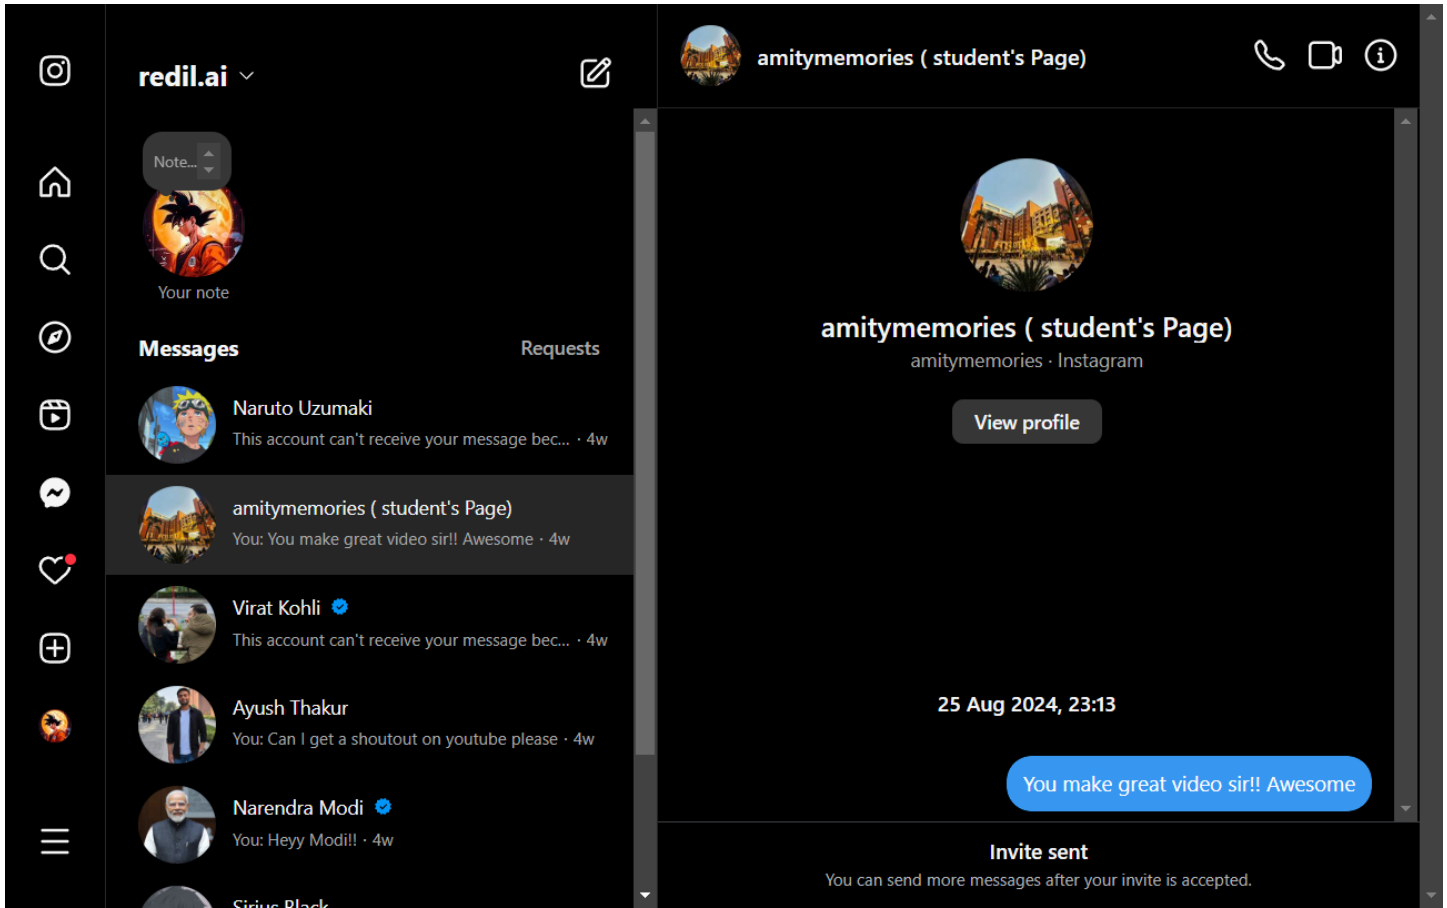 redil.ai
Note...
Your note
Messages
Requests
Naruto Uzumaki
This account can't receive your message bec... · 4w
amitymemories ( student's Page)
You: You make great video sir!! Awesome · 4w
Virat Kohli
This account can't receive your message bec... · 4w
Ayush Thakur
You: Can I get a shoutout on youtube please · 4w
Narendra Modi
You: Heyy Modi!! · 4w
Sirius Black
amitymemories ( student's Page)
amitymemories ( student's Page)
amitymemories · Instagram
View profile
25 Aug 2024, 23:13
You make great video sir!! Awesome
Invite sent
You can send more messages after your invite is accepted.